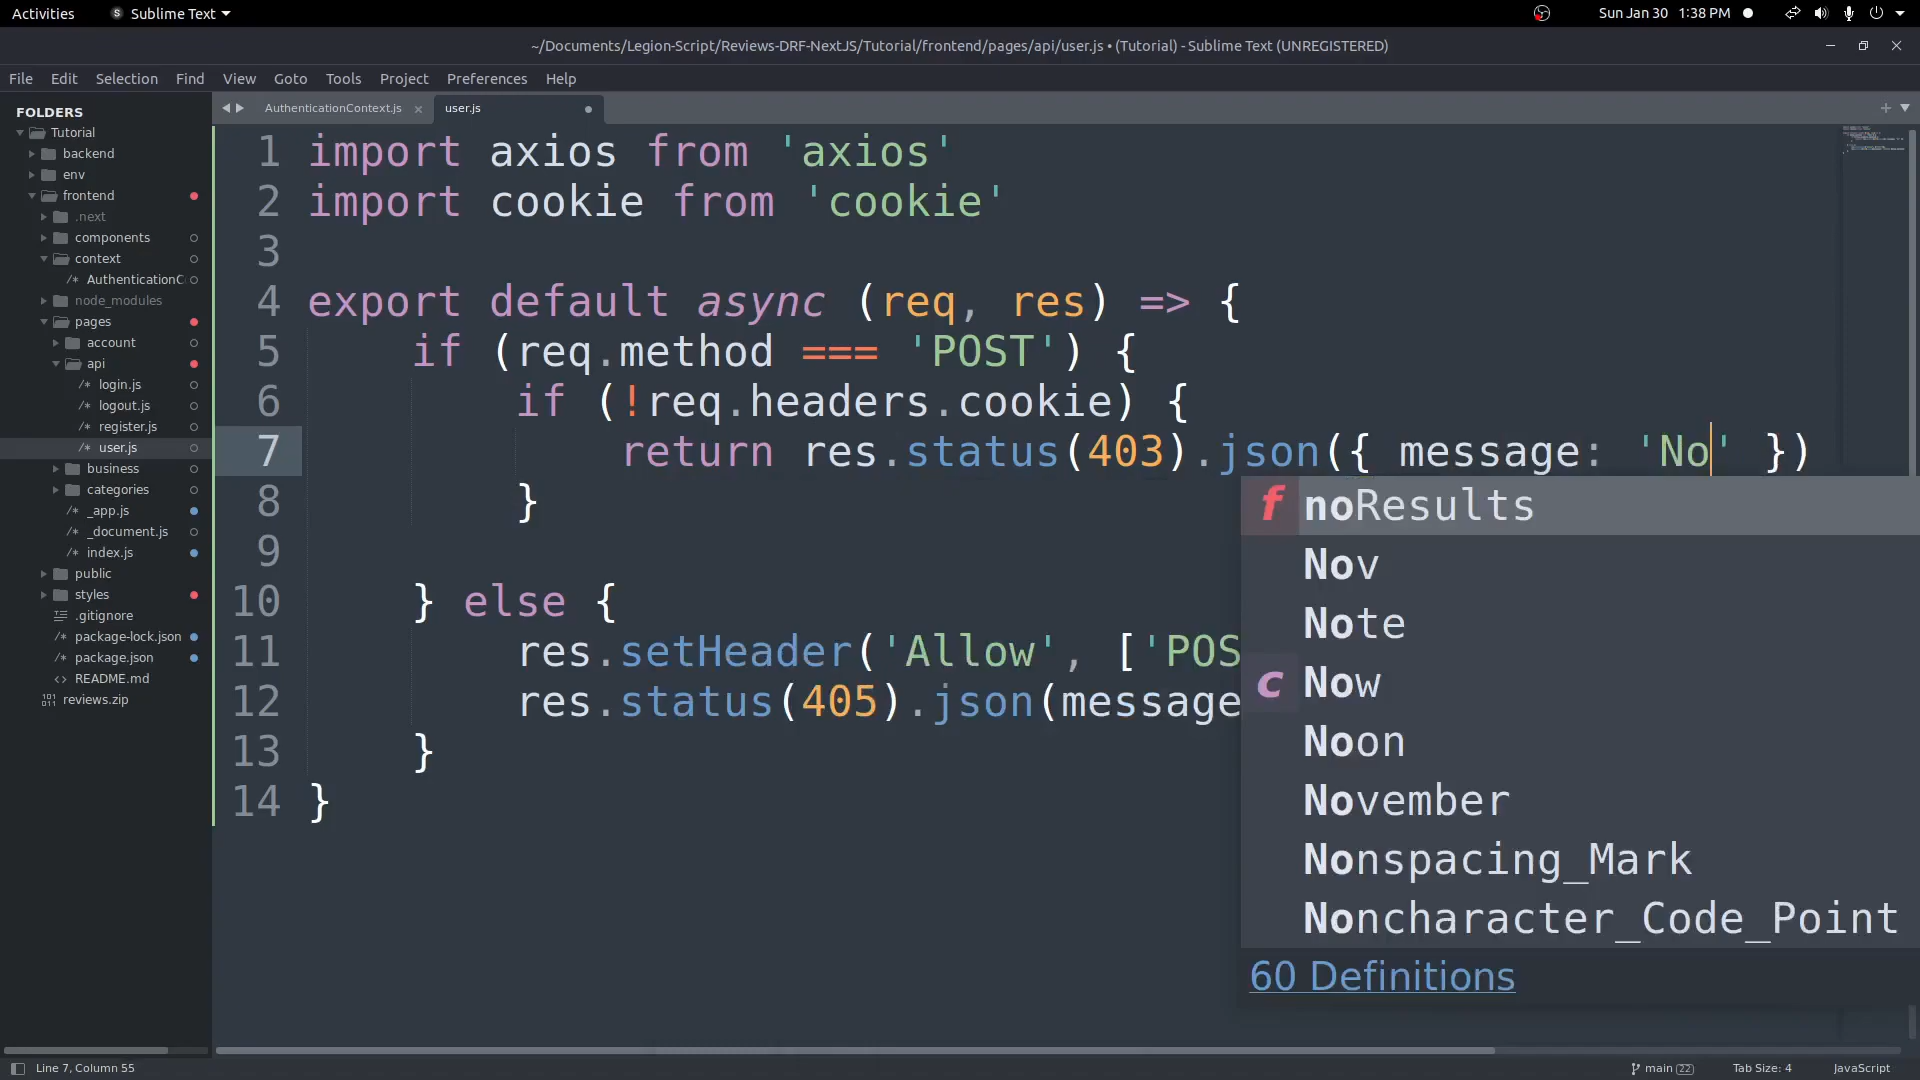 Activities
Sublime Text
Sun Jan 30 1:38 PM
~/Documents/Legion-Script/Reviews-DRF-NextJS/Tutorial/frontend/pages/api/user.js • (Tutorial) - Sublime Text (UNREGISTERED)
File Edit Selection Find View Goto Tools Project Preferences Help
FOLDERS
Tutorial
backend
env
frontend
.next
components
context
/* AuthenticationC
node_modules
pages
account
api
/* login.js
/* logout.js
/* register.js
/* user.js
business
categories
/* _app.js
/* _document.js
/* index.js
public
styles
.gitignore
/* package-lock.json
/* package.json
<> README.md
reviews.zip
AuthenticationContext.js ×
user.js
1 import axios from 'axios'
2 import cookie from 'cookie'
3
4 export default async (req, res) => {
5 if (req.method === 'POST') {
6 if (!req.headers.cookie) {
7 return res.status(403).json({ message: 'No' })
8 }
9
10 } else {
11 res.setHeader('Allow', ['POS
12 res.status(405).json(message
13 }
14 }
f noResults
Nov
Note
c Now
Noon
November
Nonspacing_Mark
Noncharacter_Code_Point
60 Definitions
Line 7, Column 55
main 22
Tab Size: 4
JavaScript